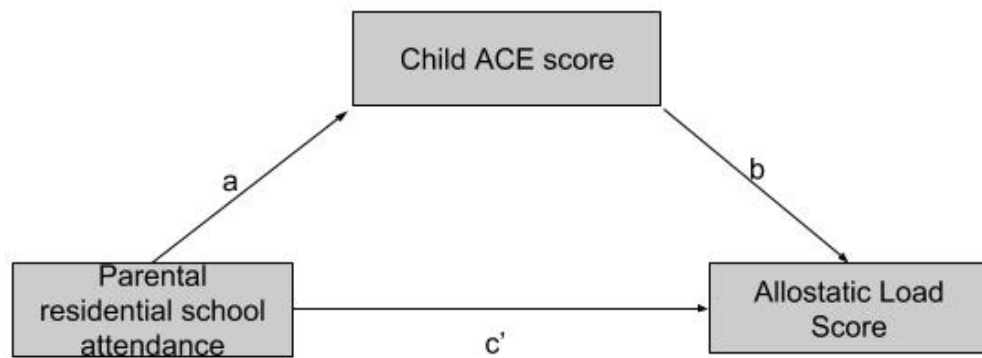 Child ACE score
a
b
Parental
residential school
attendance
Allostatic Load
Score
c’